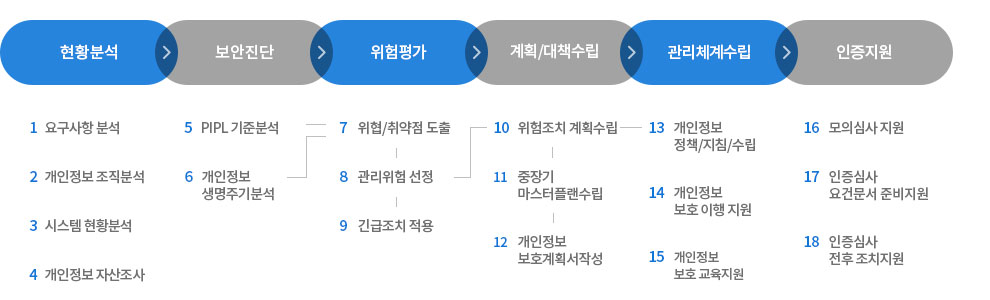 현황분석
보안진단
위험평가
계획/대책수립
관리체계수립
인증지원
1 요구사항 분석
2 개인정보 조직분석
3 시스템 현황분석
4 개인정보 자산조사
5 PIPL 기준분석
6 개인정보
생명주기분석
7 위협/취약점 도출
8 관리위험 선정
9 긴급조치 적용
10 위험조치 계획수립
11 중장기
마스터플랜수립
12 개인정보
보호계획서작성
13 개인정보
정책/지침/수립
14 개인정보
보호 이행 지원
15 개인정보
보호 교육지원
16 모의심사 지원
17 인증심사
요건문서 준비지원
18 인증심사
전후 조치지원